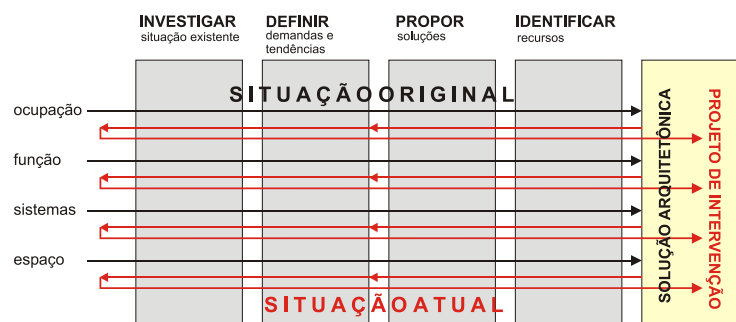 INVESTIGAR
situação existente
DEFINIR
demandas e
tendências
PROPOR
soluções
IDENTIFICAR
recursos
SITUAÇÃO ORIGINAL
ocupação
função
sistemas
espaço
SITUAÇÃO ATUAL
SOLUÇÃO ARQUITETÔNICA
PROJETO DE INTERVENÇÃO